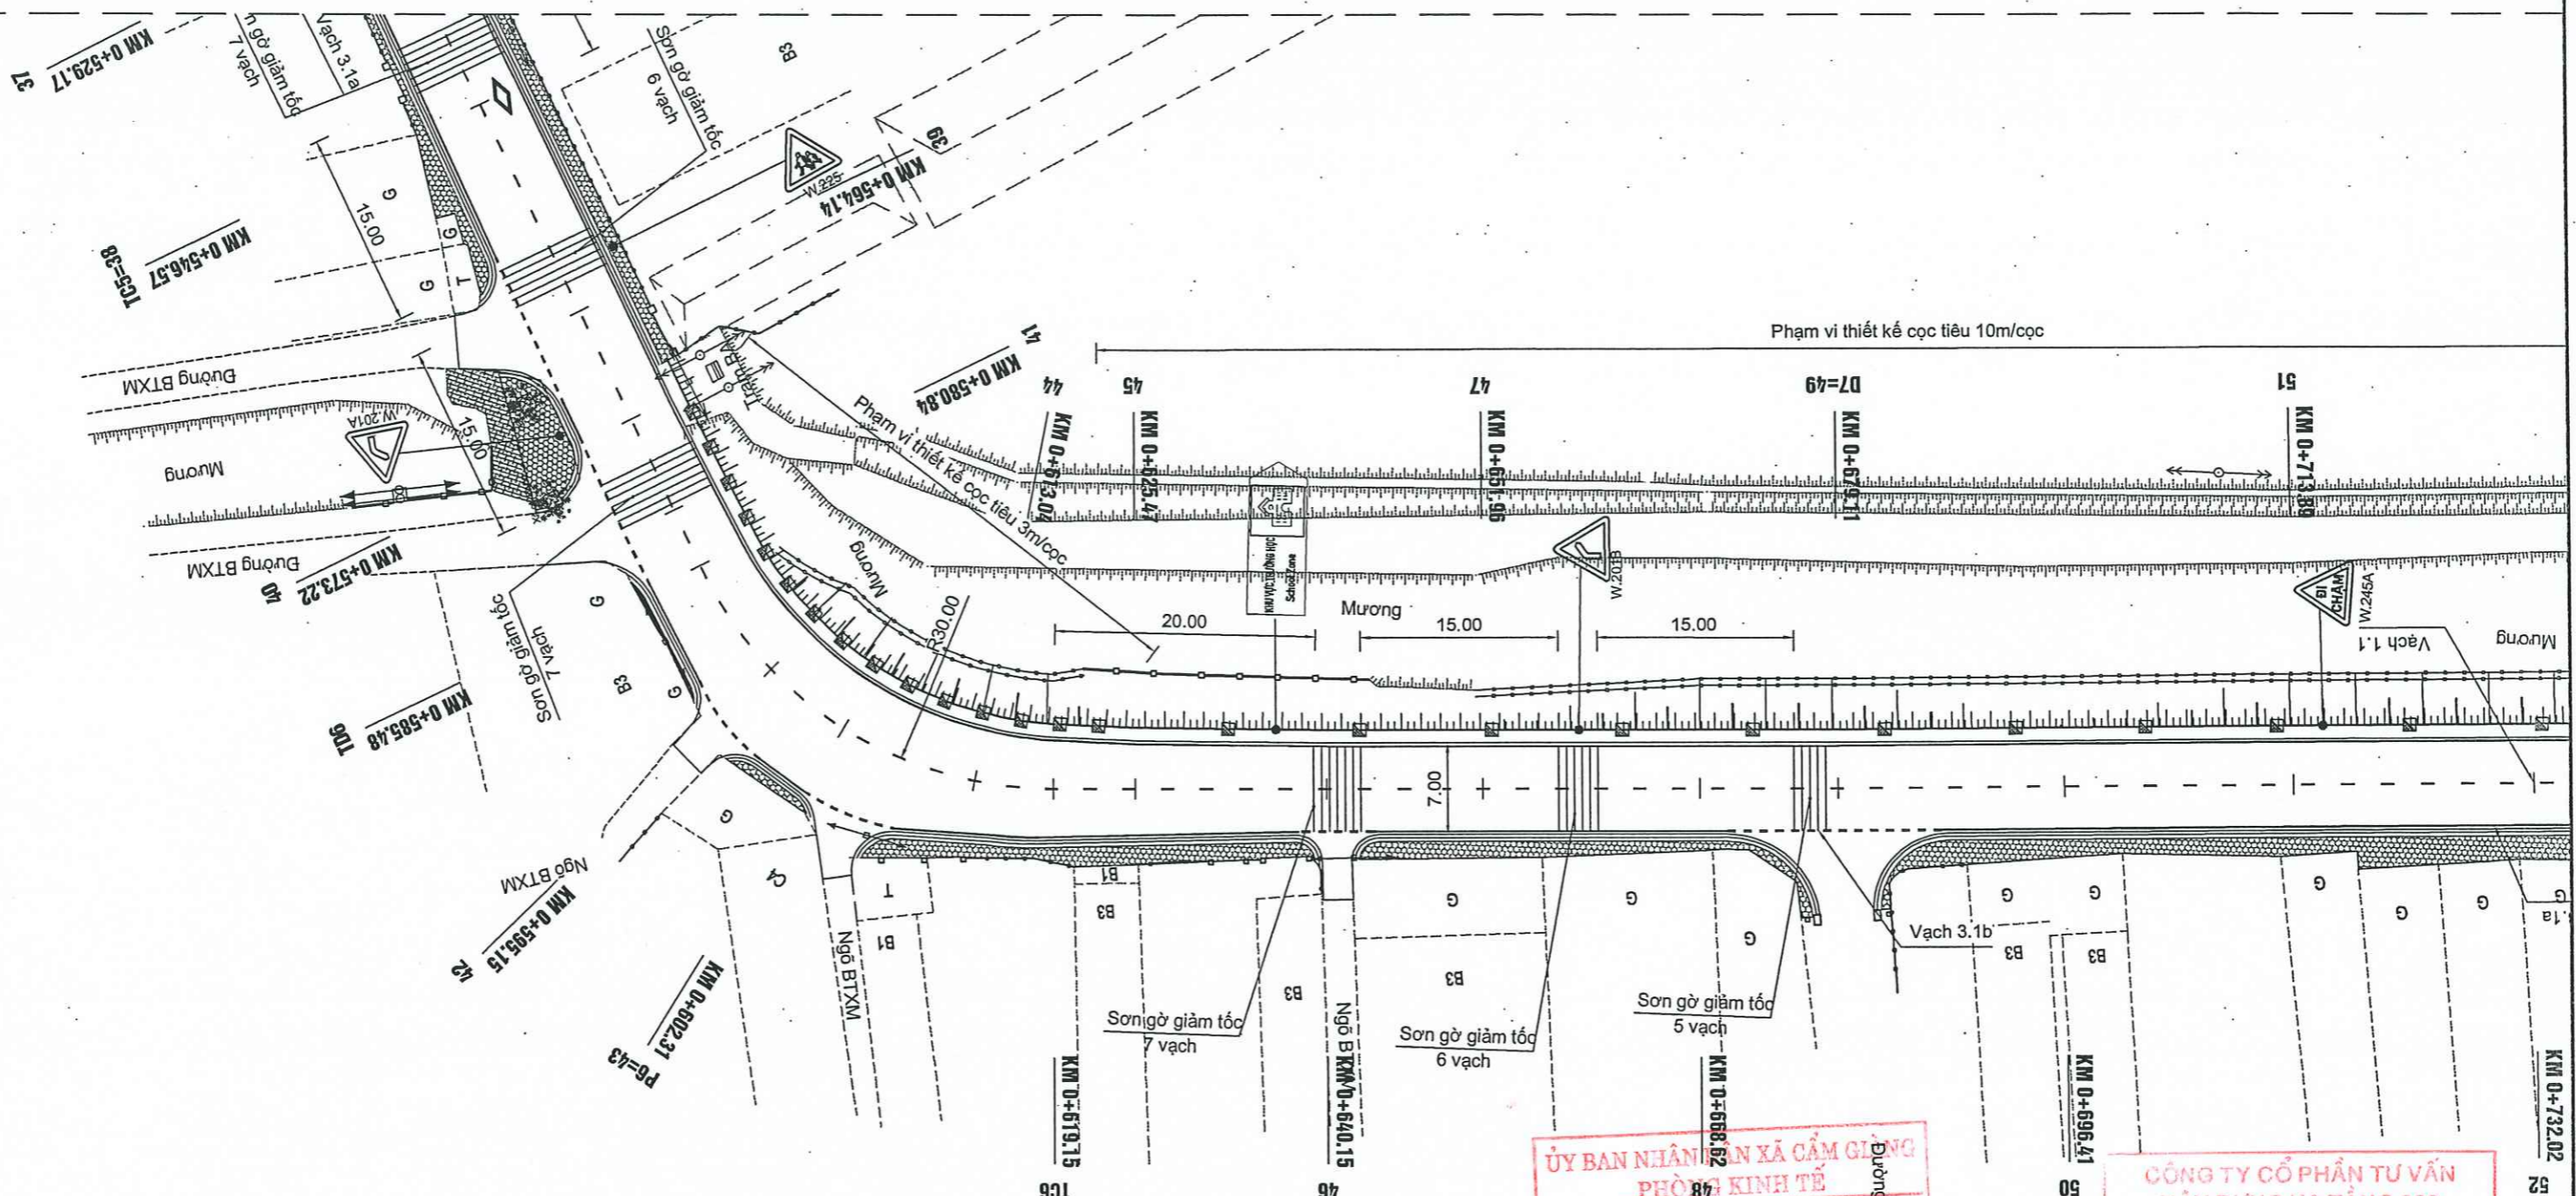 37
KM 0+529.17
7 vạch
Vạch 3.1a
Sơn gờ giảm tốc
6 vạch
B3
W.225
39
KM 0+564.14
G
15.00
G
G
T
TC5=38
KM 0+546.57
Đường BTXM
W.201A
15.00
Mương
Đường BTXM
40
KM 0+573.22
41
KM 0+580.84
Phạm vi thiết kế cọc tiêu 3m/cọc
Phạm vi thiết kế cọc tiêu 10m/cọc
44
KM 0+613.04
45
KM 0+625.47
47
KM 0+651.96
D7=49
KM 0+679.11
51
KM 0+713.89
KHU VỰC TRƯỜNG HỌC
School Zone
W.201B
ĐI
CHẬM
W.245A
Vạch 1.1
Mương
Mương
Mương
20.00
15.00
15.00
R30.00
7.00
Sơn gờ giảm tốc
7 vạch
G
B3
G
TD6
KM 0+585.48
G
Ngõ BTXM
42
KM 0+595.15
P6=43
KM 0+602.31
Ngõ BTXM
T
B1
B1
B3
B3
G
B3
G
G
G
B3
G
B3
G
G
G
G
Sơn gờ giảm tốc
7 vạch
Sơn gờ giảm tốc
6 vạch
Sơn gờ giảm tốc
5 vạch
Vạch 3.1b
KM 0+619.15
TC6
KM 0+640.15
46
KM 0+668.62
48
Đường
KM 0+696.41
50
KM 0+732.02
52
ỦY BAN NHÂN DÂN XÃ CẨM GIÀNG
PHÒNG KINH TẾ
CÔNG TY CỔ PHẦN TƯ VẤN